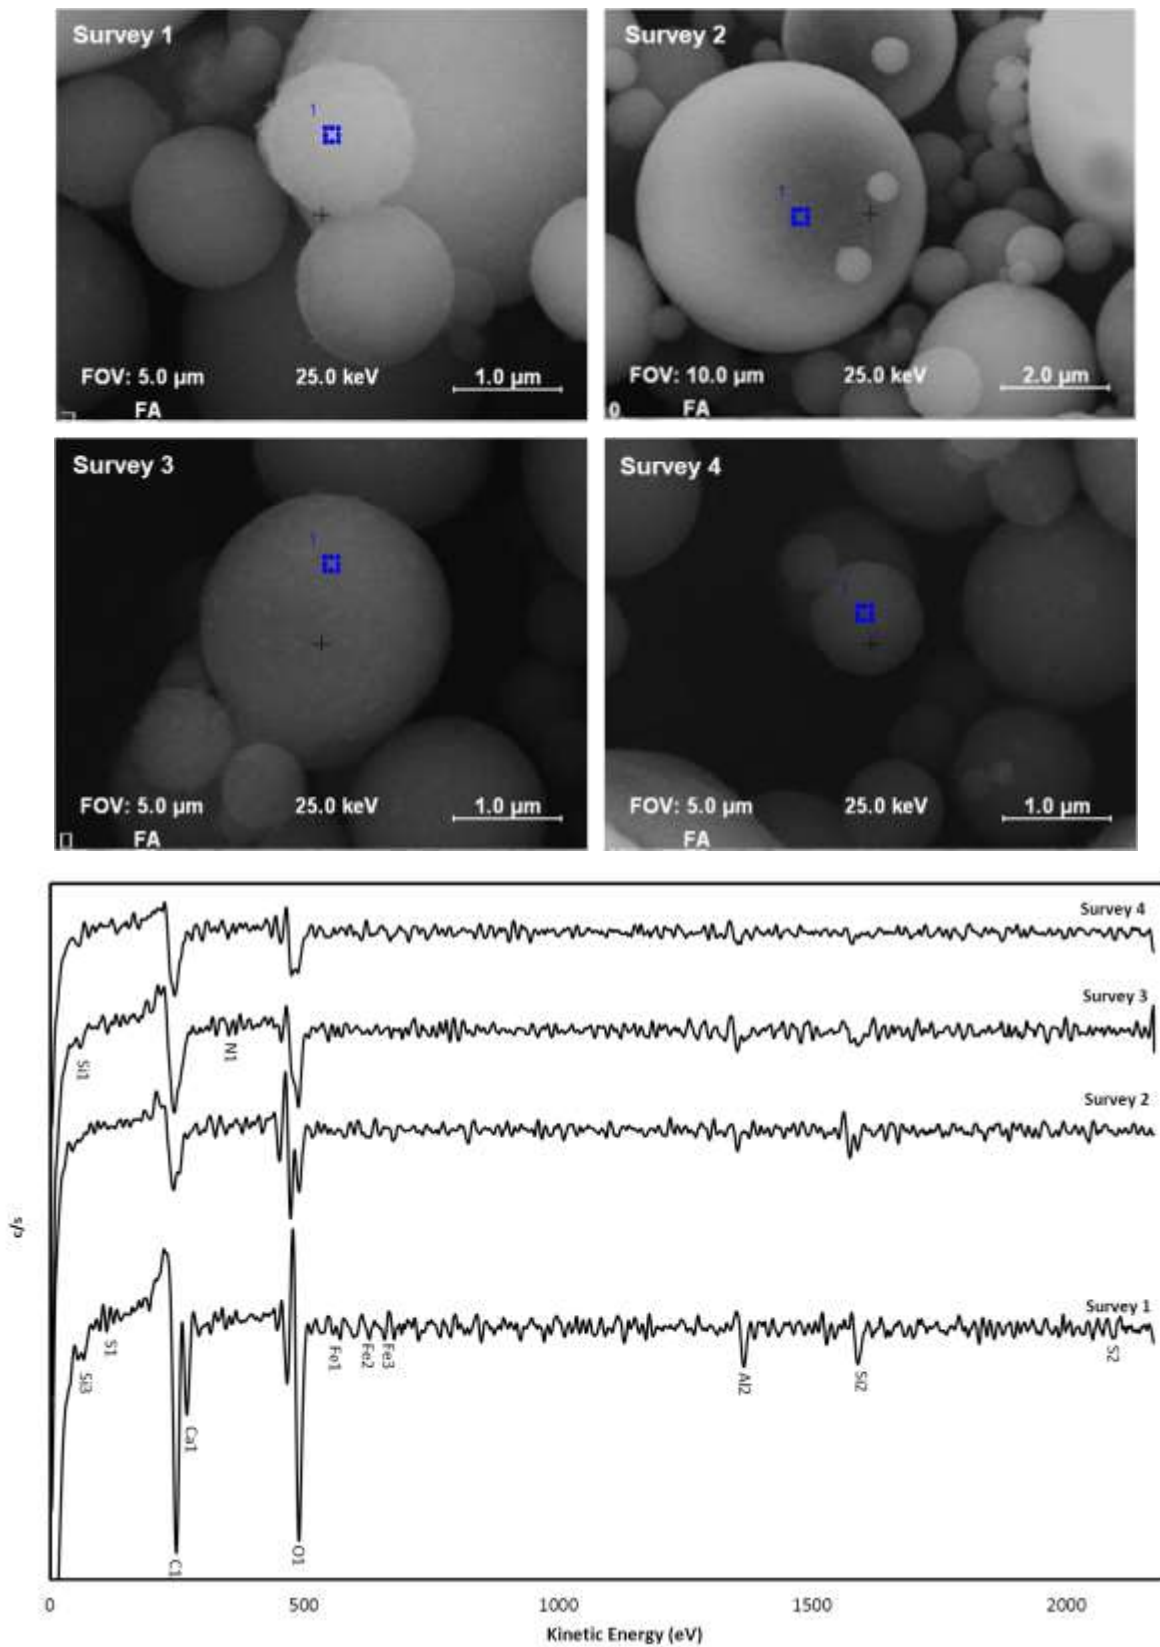 Survey 1
1
FOV: 5.0 µm 25.0 keV 1.0 µm
FA
Survey 2
1
FOV: 10.0 µm 25.0 keV 2.0 µm
0 FA
Survey 3
1
FOV: 5.0 µm 25.0 keV 1.0 µm
FA
Survey 4
FOV: 5.0 µm 25.0 keV 1.0 µm
FA
Survey 4
Survey 3
Si1
N1
Survey 2
c/s
Survey 1
Si3
S1
C1
Ca1
O1
Fe1
Fe2
Fe3
Al2
Si2
S2
0 500 1000 1500 2000
Kinetic Energy (eV)